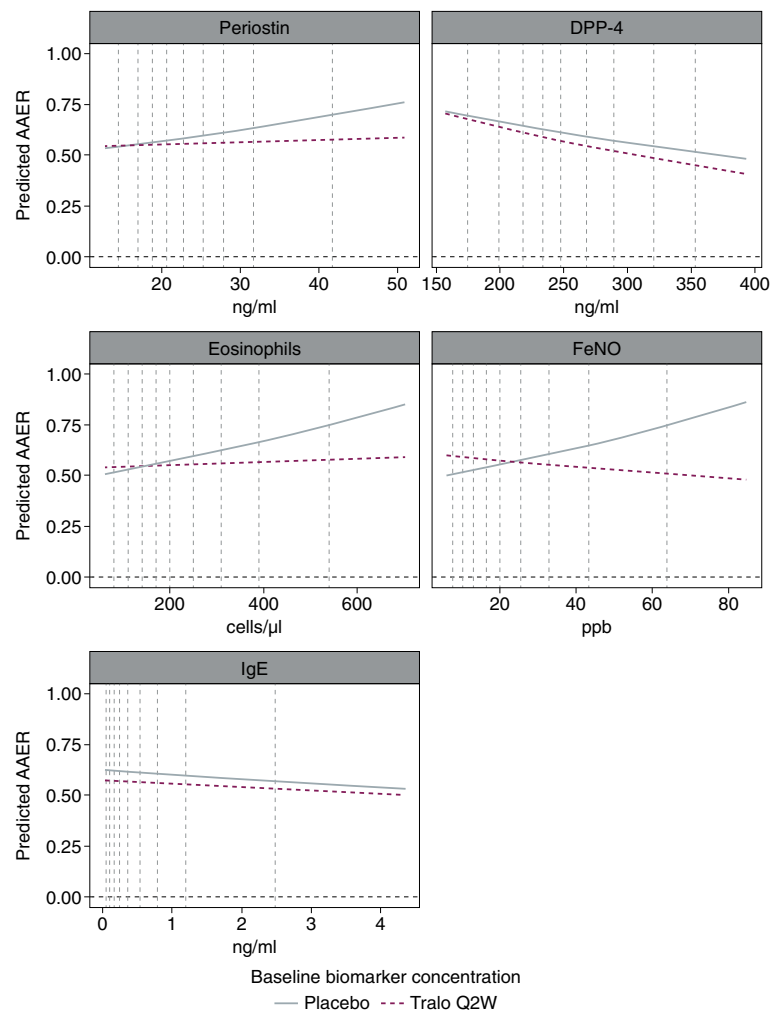 Periostin
DPP-4
Predicted AAER
1.00
0.75
0.50
0.25
0.00
20 30 40 50
150 200 250 300 350 400
ng/ml
ng/ml
Eosinophils
FeNO
Predicted AAER
1.00
0.75
0.50
0.25
0.00
200 400 600
20 40 60 80
cells/µl
ppb
IgE
Predicted AAER
1.00
0.75
0.50
0.25
0.00
0 1 2 3 4
ng/ml
Baseline biomarker concentration
Placebo Tralo Q2W